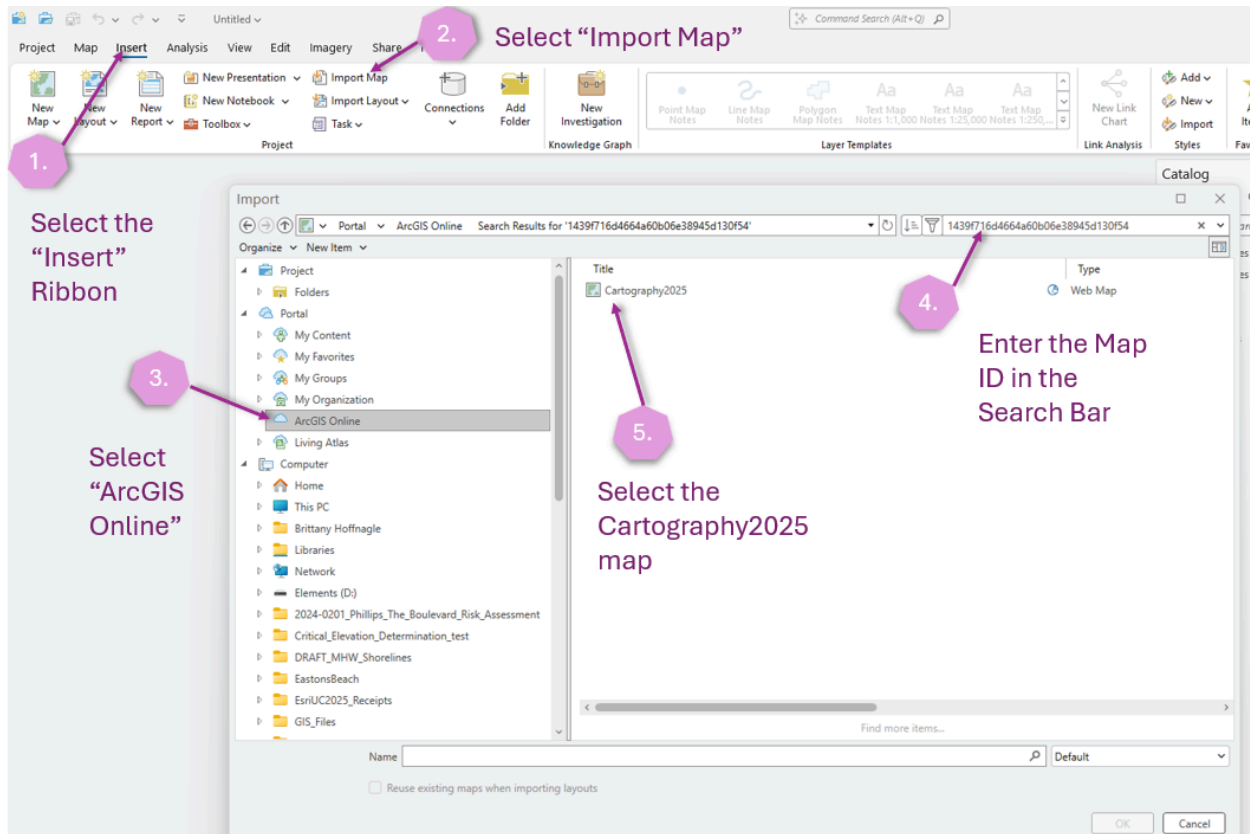 Untitled
Command Search (Alt+Q)
Project Map Insert Analysis View Edit Imagery Share
2.
Select “Import Map”
New Map
New Layout
New Report
New Presentation
New Notebook
Toolbox
Import Map
Import Layout
Task
Connections
Add Folder
New Investigation
Point Map Notes
Line Map Notes
Polygon Map Notes
Aa Text Map Notes 1:1,000
Aa Text Map Notes 1:25,000
Aa Text Map Notes 1:250,...
New Link Chart
Add
New
Import
Project
Knowledge Graph
Layer Templates
Link Analysis
Styles
Fav
1.
Select the
“Insert”
Ribbon
Catalog
Import
Portal ArcGIS Online Search Results for '1439f716d4664a60b06e38945d130f54'
1439f716d4664a60b06e38945d130f54
Organize New Item
Project
Folders
Portal
My Content
My Favorites
My Groups
My Organization
ArcGIS Online
Living Atlas
Computer
Home
This PC
Brittany Hoffnagle
Libraries
Network
Elements (D:)
2024-0201_Phillips_The_Boulevard_Risk_Assessment
Critical_Elevation_Determination_test
DRAFT_MHW_Shorelines
EastonsBeach
EsriUC2025_Receipts
GIS_Files
Title Type
Cartography2025 Web Map
3.
Select
“ArcGIS
Online”
4.
Enter the Map
ID in the
Search Bar
5.
Select the
Cartography2025
map
Find more items...
Name
Default
Reuse existing maps when importing layouts
OK Cancel